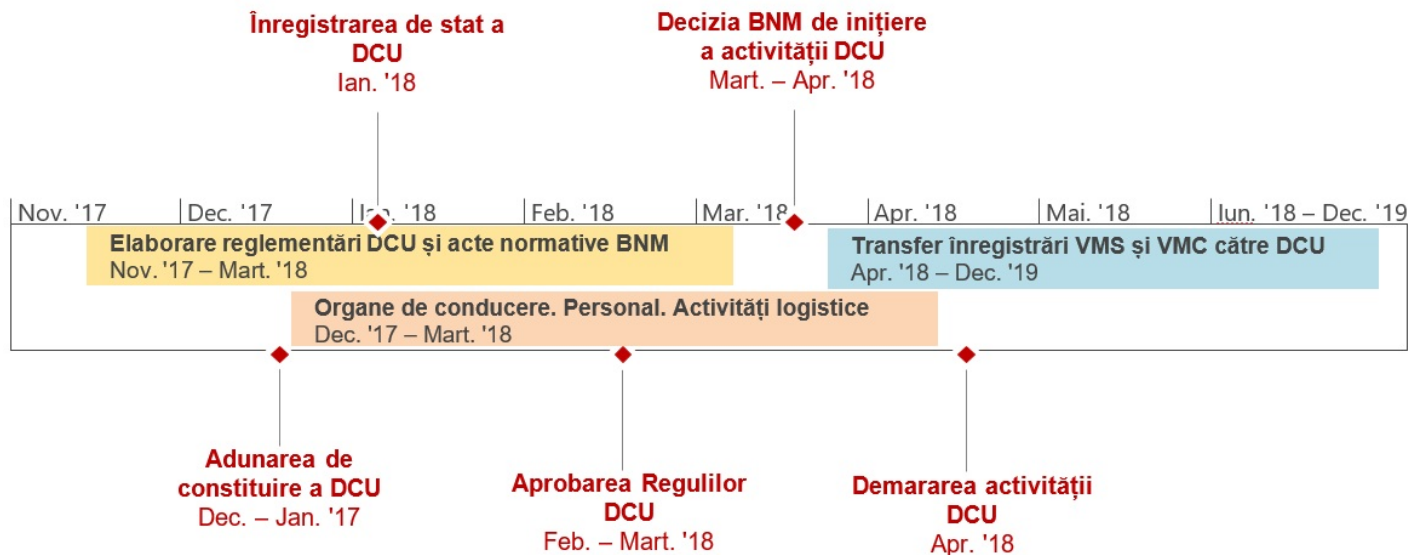 Înregistrarea de stat a
DCU
Ian. '18
Decizia BNM de inițiere
a activității DCU
Mart. – Apr. '18
Nov. '17
Dec. '17
Ian. '18
Feb. '18
Mar. '18
Apr. '18
Mai. '18
Iun. '18 – Dec. '19
Elaborare reglementări DCU și acte normative BNM
Nov. '17 – Mart. '18
Transfer înregistrări VMS și VMC către DCU
Apr. '18 – Dec. '19
Organe de conducere. Personal. Activități logistice
Dec. '17 – Mart. '18
Adunarea de
constituire a DCU
Dec. – Jan. '17
Aprobarea Regulilor
DCU
Feb. – Mart. '18
Demararea activității
DCU
Apr. '18